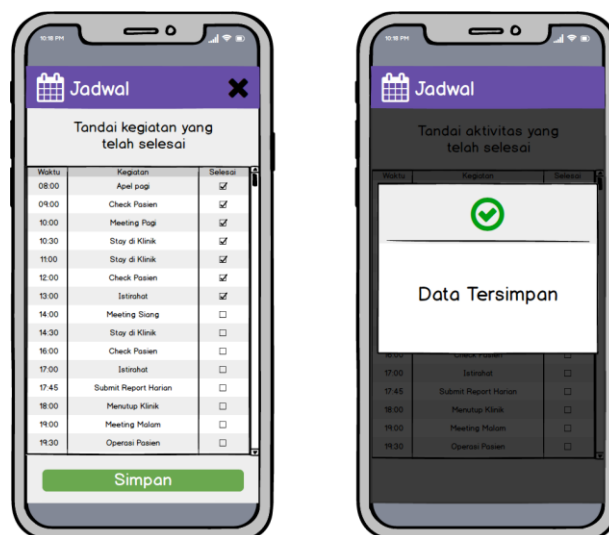 10:18 PM
Jadwal
Tandai kegiatan yang
telah selesai
Waktu Kegiatan Selesai
08:00 Apel pagi
09:00 Check Pasien
10:00 Meeting Pagi
10:30 Stay di Klinik
11:00 Stay di Klinik
12:00 Check Pasien
13:00 Istirahat
14:00 Meeting Siang
14:30 Stay di Klinik
16:00 Check Pasien
17:00 Istirahat
17:45 Submit Report Harian
18:00 Menutup Klinik
19:00 Meeting Malam
19:30 Operasi Pasien
Simpan
10:18 PM
Jadwal
Tandai aktivitas yang
telah selesai
Waktu Kegiatan Selesai
Data Tersimpan
16:00 Check Pasien
17:00 Istirahat
17:45 Submit Report Harian
18:00 Menutup Klinik
19:00 Meeting Malam
19:30 Operasi Pasien